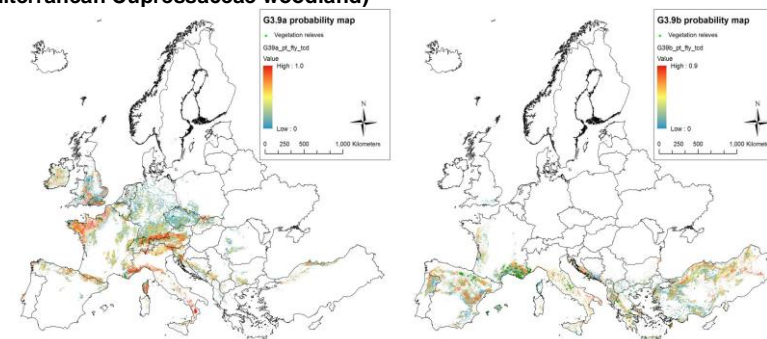 iterranean Cupressaceae woodland)
G3.9a probability map
Vegetation releves
G39a_pt_fty_tcd
Value
High : 1.0
Low : 0
N
0 250 500 1,000 Kilometers
G3.9b probability map
Vegetation releves
G39b_pt_fty_tcd
Value
High : 0.9
Low : 0
N
0 250 500 1,000 Kilometers